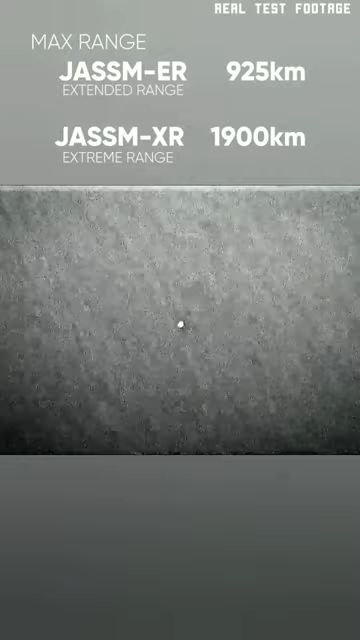 REAL TEST FOOTAGE
MAX RANGE
JASSM-ER 925km
EXTENDED RANGE
JASSM-XR 1900km
EXTREME RANGE